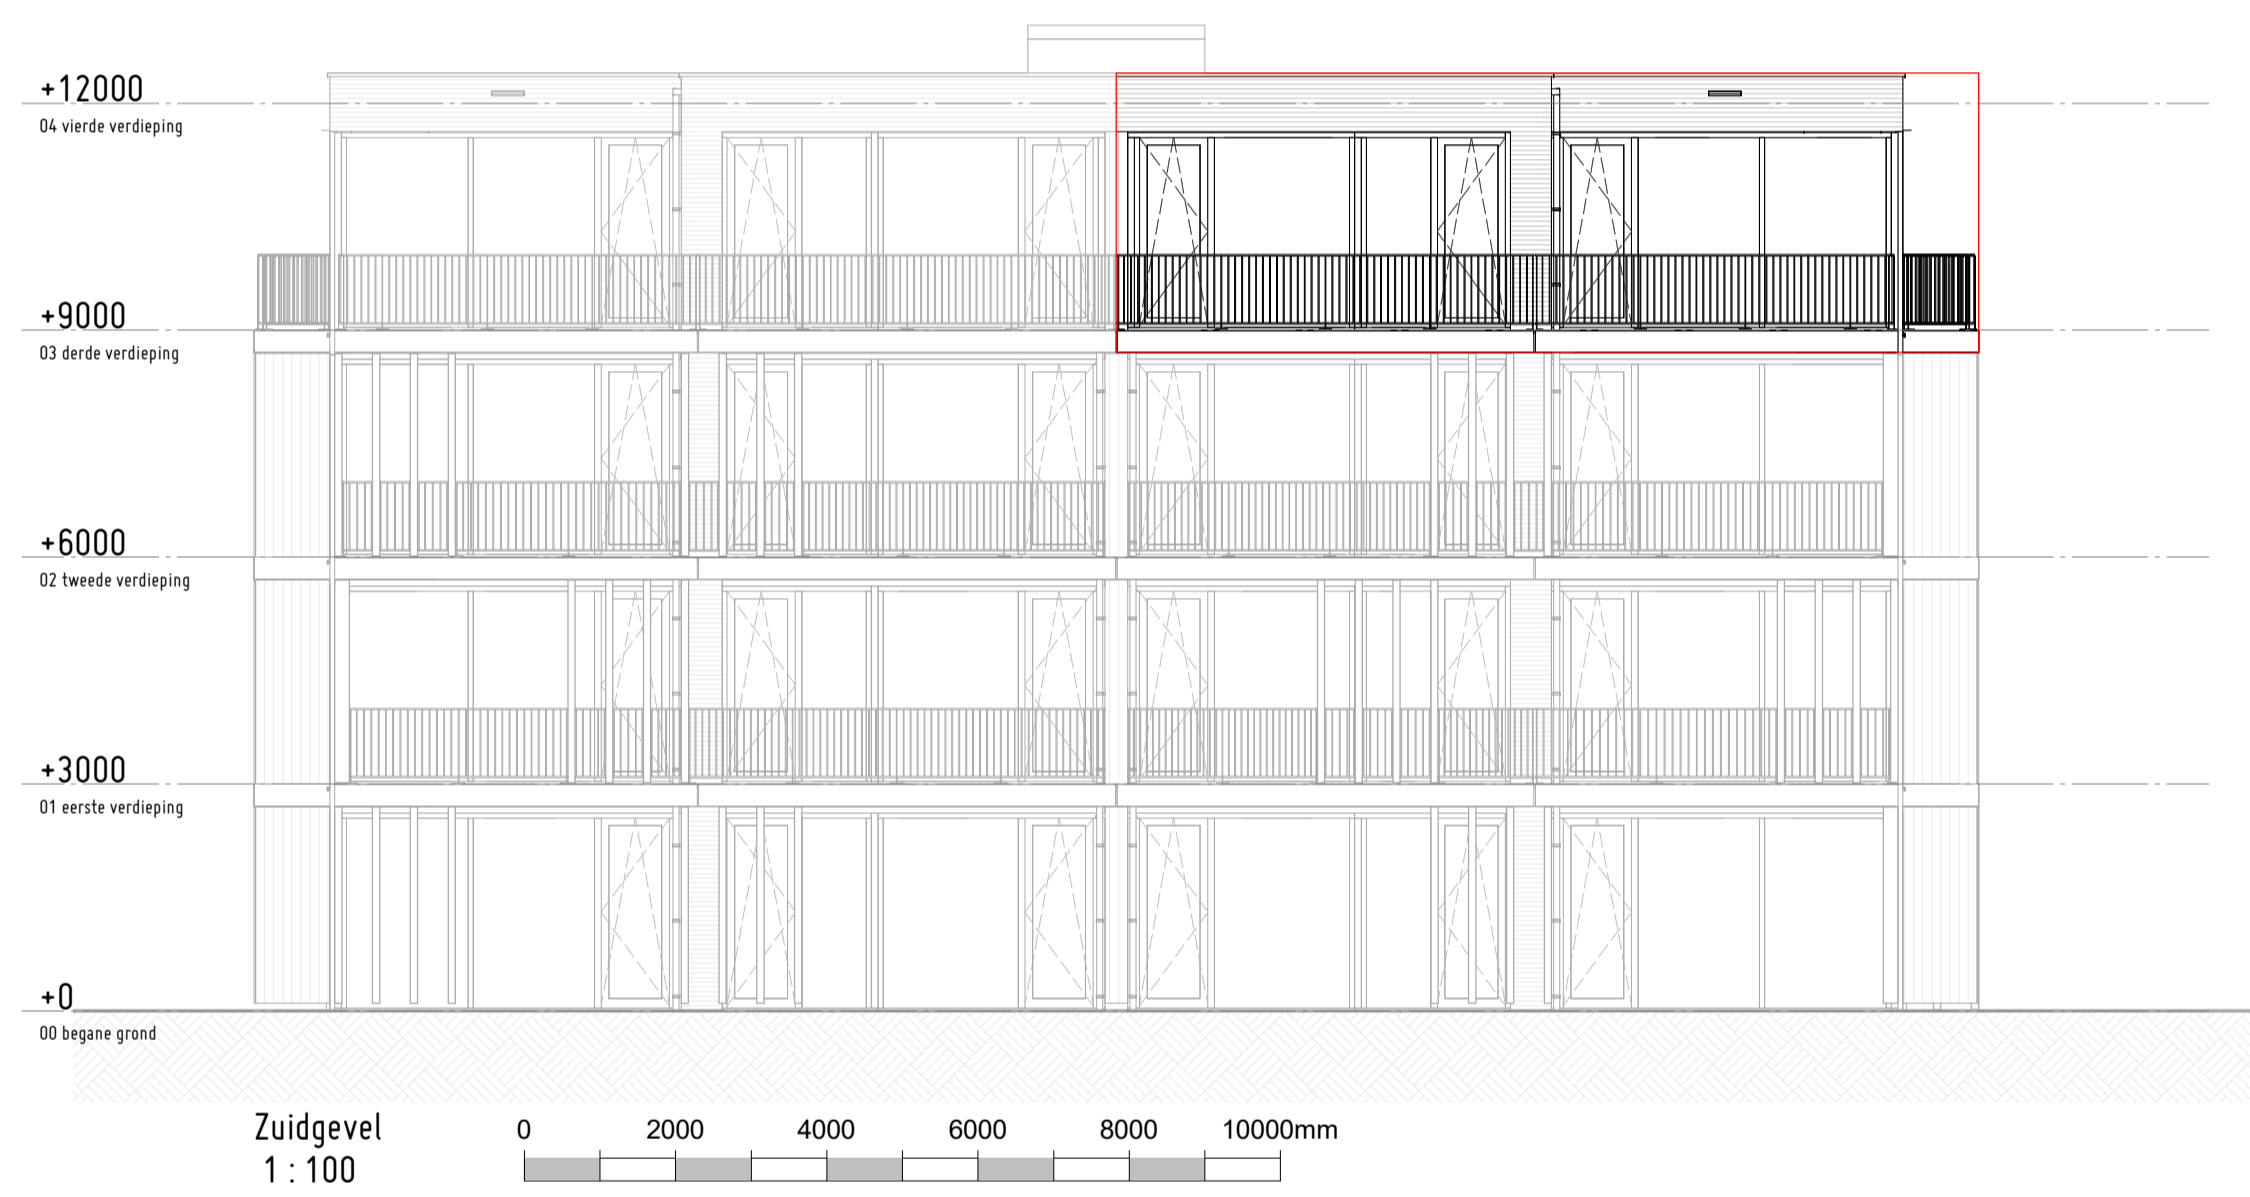 +12000
04 vierde verdieping
+9000
03 derde verdieping
+6000
02 tweede verdieping
+3000
01 eerste verdieping
+0
00 begane grond
Zuidgevel
1 : 100
0 2000 4000 6000 8000 10000mm